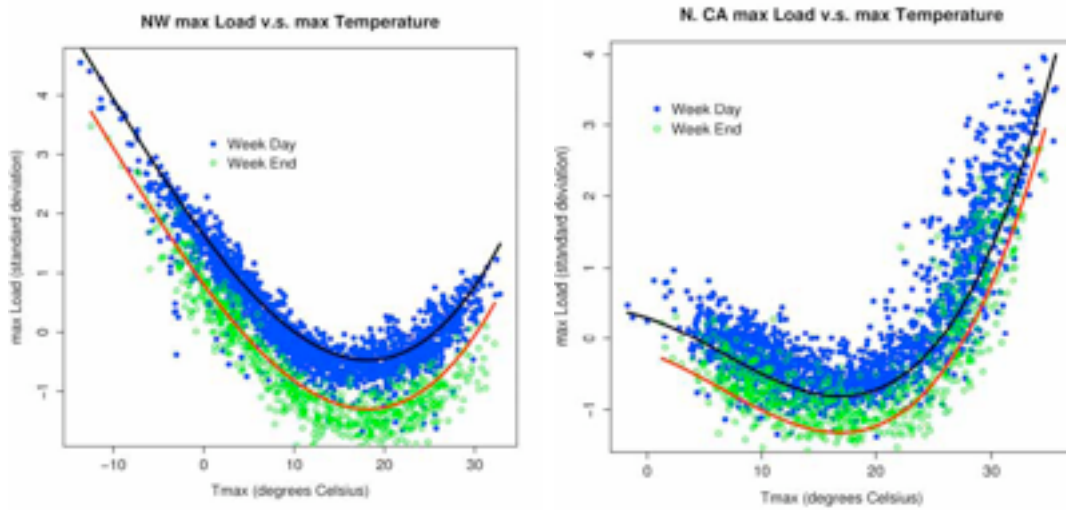 NW max Load v.s. max Temperature
max Load (standard deviation)
4
3
2
1
0
−1
Week Day
Week End
−10
0
10
20
30
Tmax (degrees Celsius)
N. CA max Load v.s. max Temperature
max Load (standard deviation)
4
3
2
1
0
−1
Week Day
Week End
0
10
20
30
Tmax (degrees Celsius)